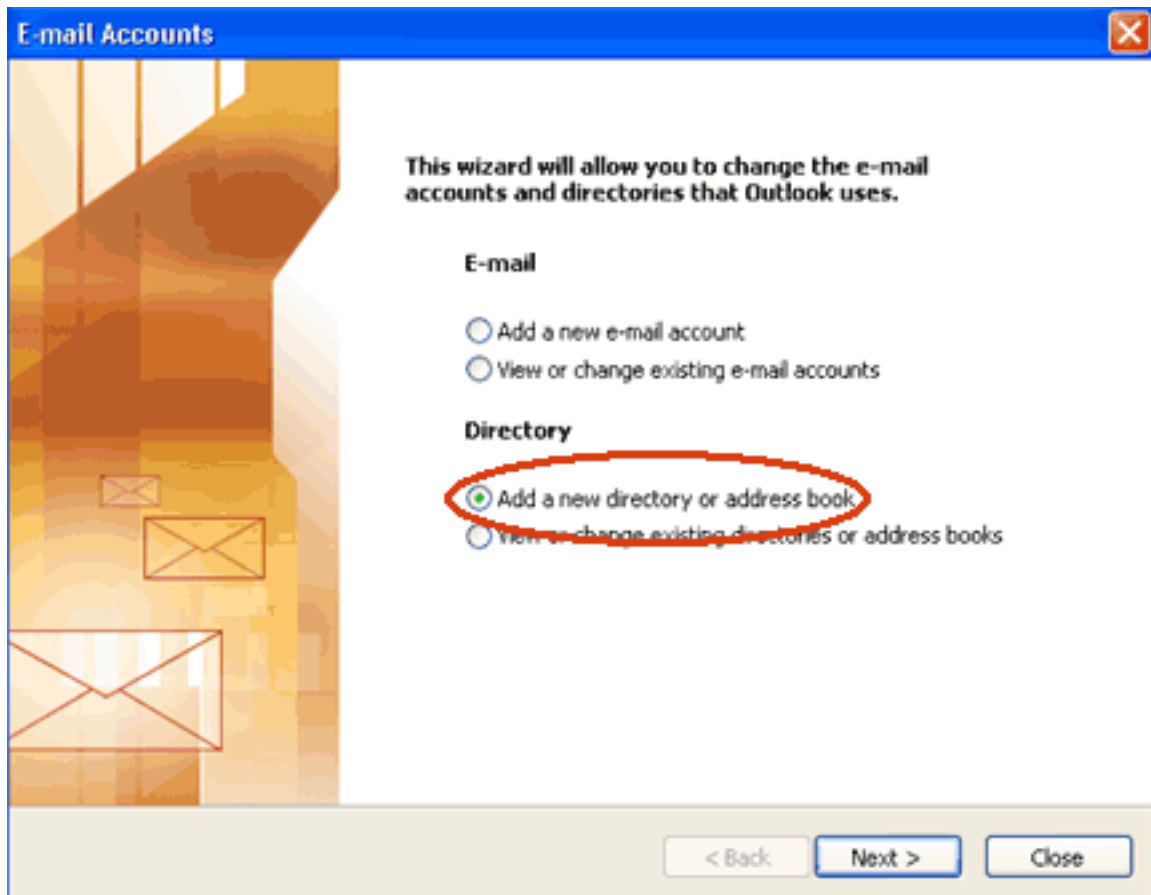 E-mail Accounts
This wizard will allow you to change the e-mail
accounts and directories that Outlook uses.
E-mail
Add a new e-mail account
View or change existing e-mail accounts
Directory
Add a new directory or address book
View or change existing directories or address books
< Back
Next >
Close